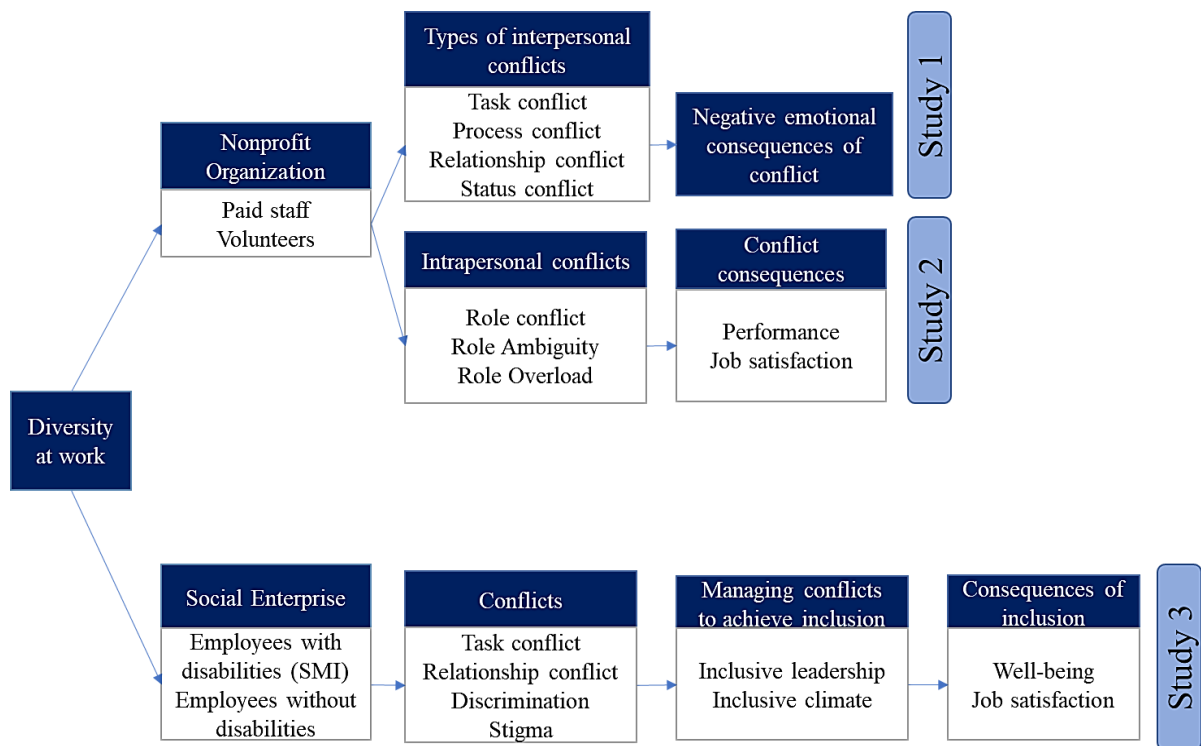 Types of interpersonal
conflicts
Task conflict
Process conflict
Relationship conflict
Status conflict
Negative emotional
consequences of
conflict
Study 1
Nonprofit
Organization
Paid staff
Volunteers
Intrapersonal conflicts
Role conflict
Role Ambiguity
Role Overload
Conflict
consequences
Performance
Job satisfaction
Study 2
Diversity
at work
Social Enterprise
Employees with
disabilities (SMI)
Employees without
disabilities
Conflicts
Task conflict
Relationship conflict
Discrimination
Stigma
Managing conflicts
to achieve inclusion
Inclusive leadership
Inclusive climate
Consequences of
inclusion
Well-being
Job satisfaction
Study 3